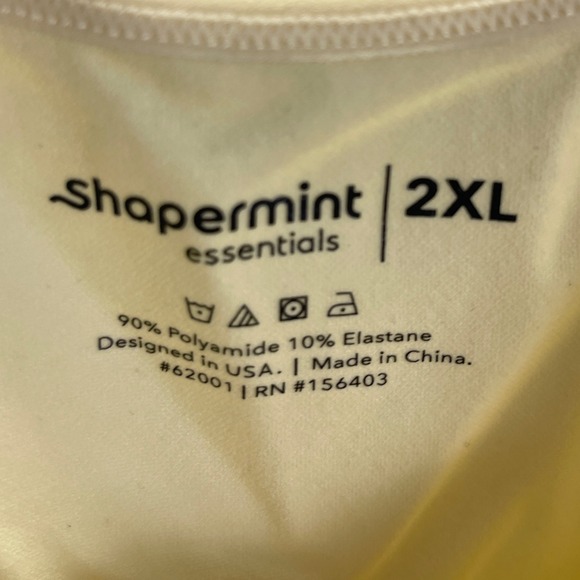 shapermint | 2XL
essentials
90% Polyamide 10% Elastane
Designed in USA. | Made in China.
#62001 | RN #156403